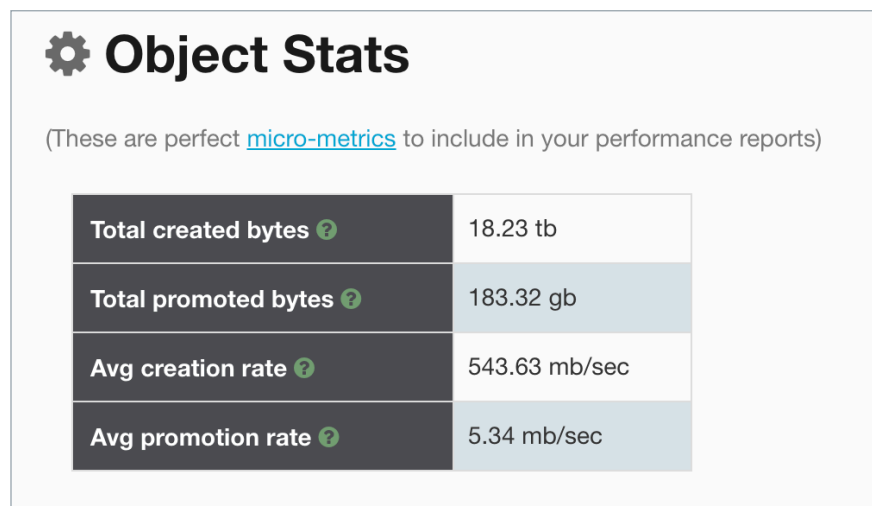 Object Stats
(These are perfect micro-metrics to include in your performance reports)
Total created bytes ? 18.23 tb
Total promoted bytes ? 183.32 gb
Avg creation rate ? 543.63 mb/sec
Avg promotion rate ? 5.34 mb/sec